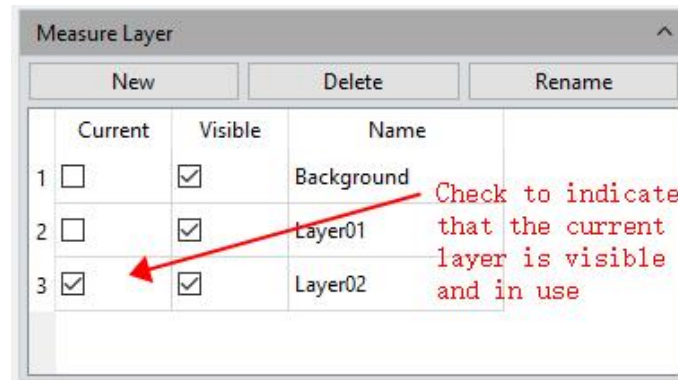 Measure Layer
New Delete Rename
Current Visible Name
1 Background
2 Layer01
3 Layer02
Check to indicate
that the current
layer is visible
and in use